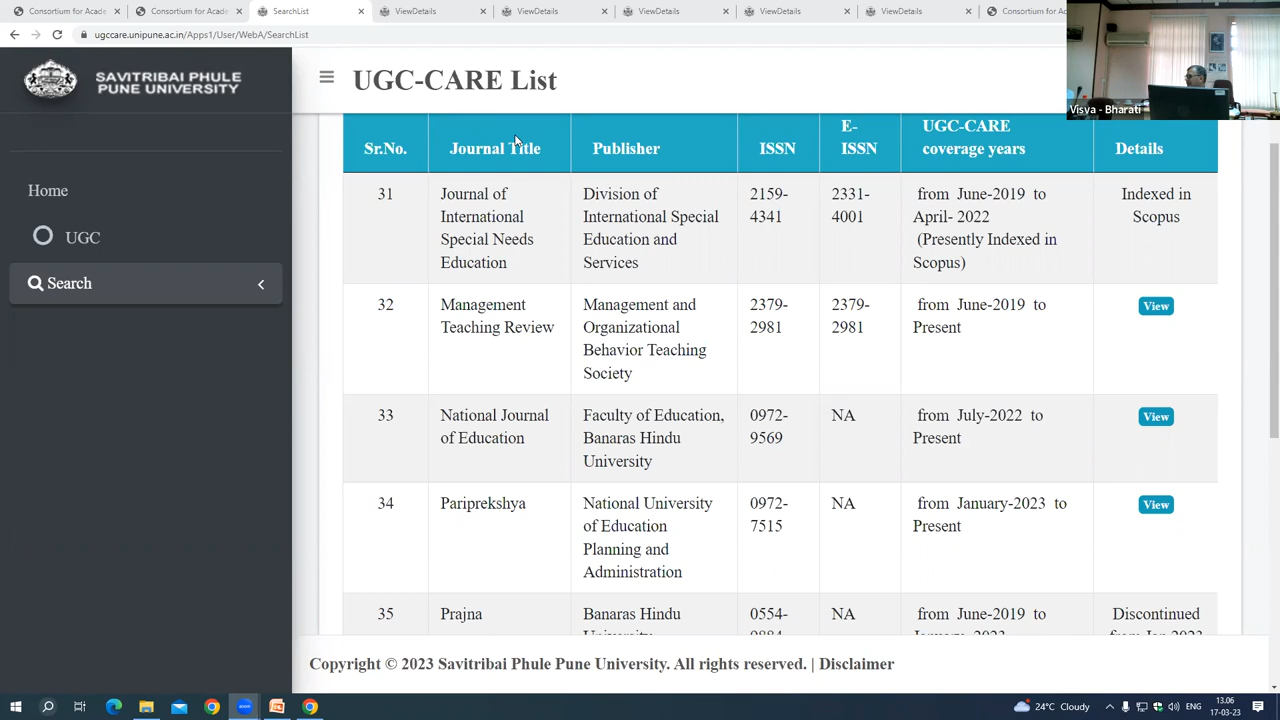 Consortium for Academ
Consortium for Acade
SearchList
ViewDetails
ViewDetails
ViewDetails
ViewDetails
ViewDetails
Consortium for Ac
ugccare.unipune.ac.in/Apps1/User/WebA/SearchList
SAVITRIBAI PHULE
PUNE UNIVERSITY
Home
UGC
Search
UGC-CARE List
Visva - Bharati
Sr.No. Journal Title Publisher ISSN E-
ISSN UGC-CARE
coverage years Details
31 Journal of
International
Special Needs
Education
Division of
International Special
Education and
Services
2159-
4341
2331-
4001
from June-2019 to
April- 2022
(Presently Indexed in
Scopus)
Indexed in
Scopus
32 Management
Teaching Review
Management and
Organizational
Behavior Teaching
Society
2379-
2981
2379-
2981
from June-2019 to
Present
View
33 National Journal
of Education
Faculty of Education,
Banaras Hindu
University
0972-
9569
NA
from July-2022 to
Present
View
34 Pariprekshya
National University
of Education
Planning and
Administration
0972-
7515
NA
from January-2023 to
Present
View
35 Prajna
Banaras Hindu
University
0554-
9884
NA
from June-2019 to
January- 2023
Discontinued
from Jan 2023
Copyright © 2023 Savitribai Phule Pune University. All rights reserved. | Disclaimer
24°C Cloudy
ENG
13.06
17-03-23